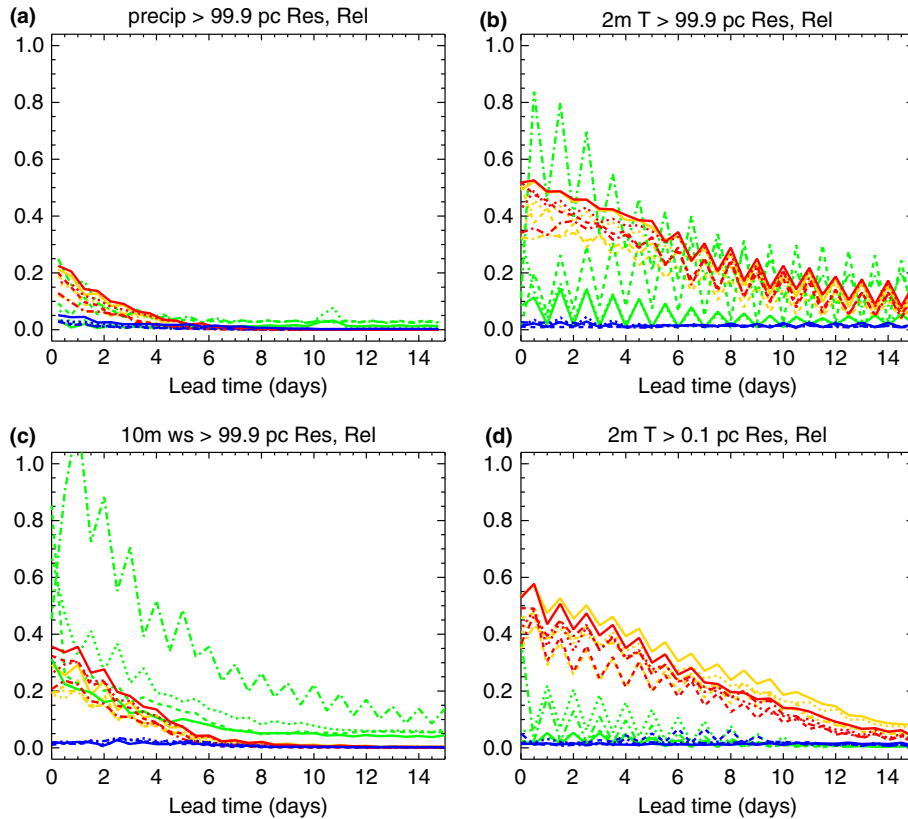 (a) precip > 99.9 pc Res, Rel
1.0
0.8
0.6
0.4
0.2
0.0
0 2 4 6 8 10 12 14
Lead time (days)
(b) 2m T > 99.9 pc Res, Rel
1.0
0.8
0.6
0.4
0.2
0.0
0 2 4 6 8 10 12 14
Lead time (days)
(c) 10m ws > 99.9 pc Res, Rel
1.0
0.8
0.6
0.4
0.2
0.0
0 2 4 6 8 10 12 14
Lead time (days)
(d) 2m T > 0.1 pc Res, Rel
1.0
0.8
0.6
0.4
0.2
0.0
0 2 4 6 8 10 12 14
Lead time (days)